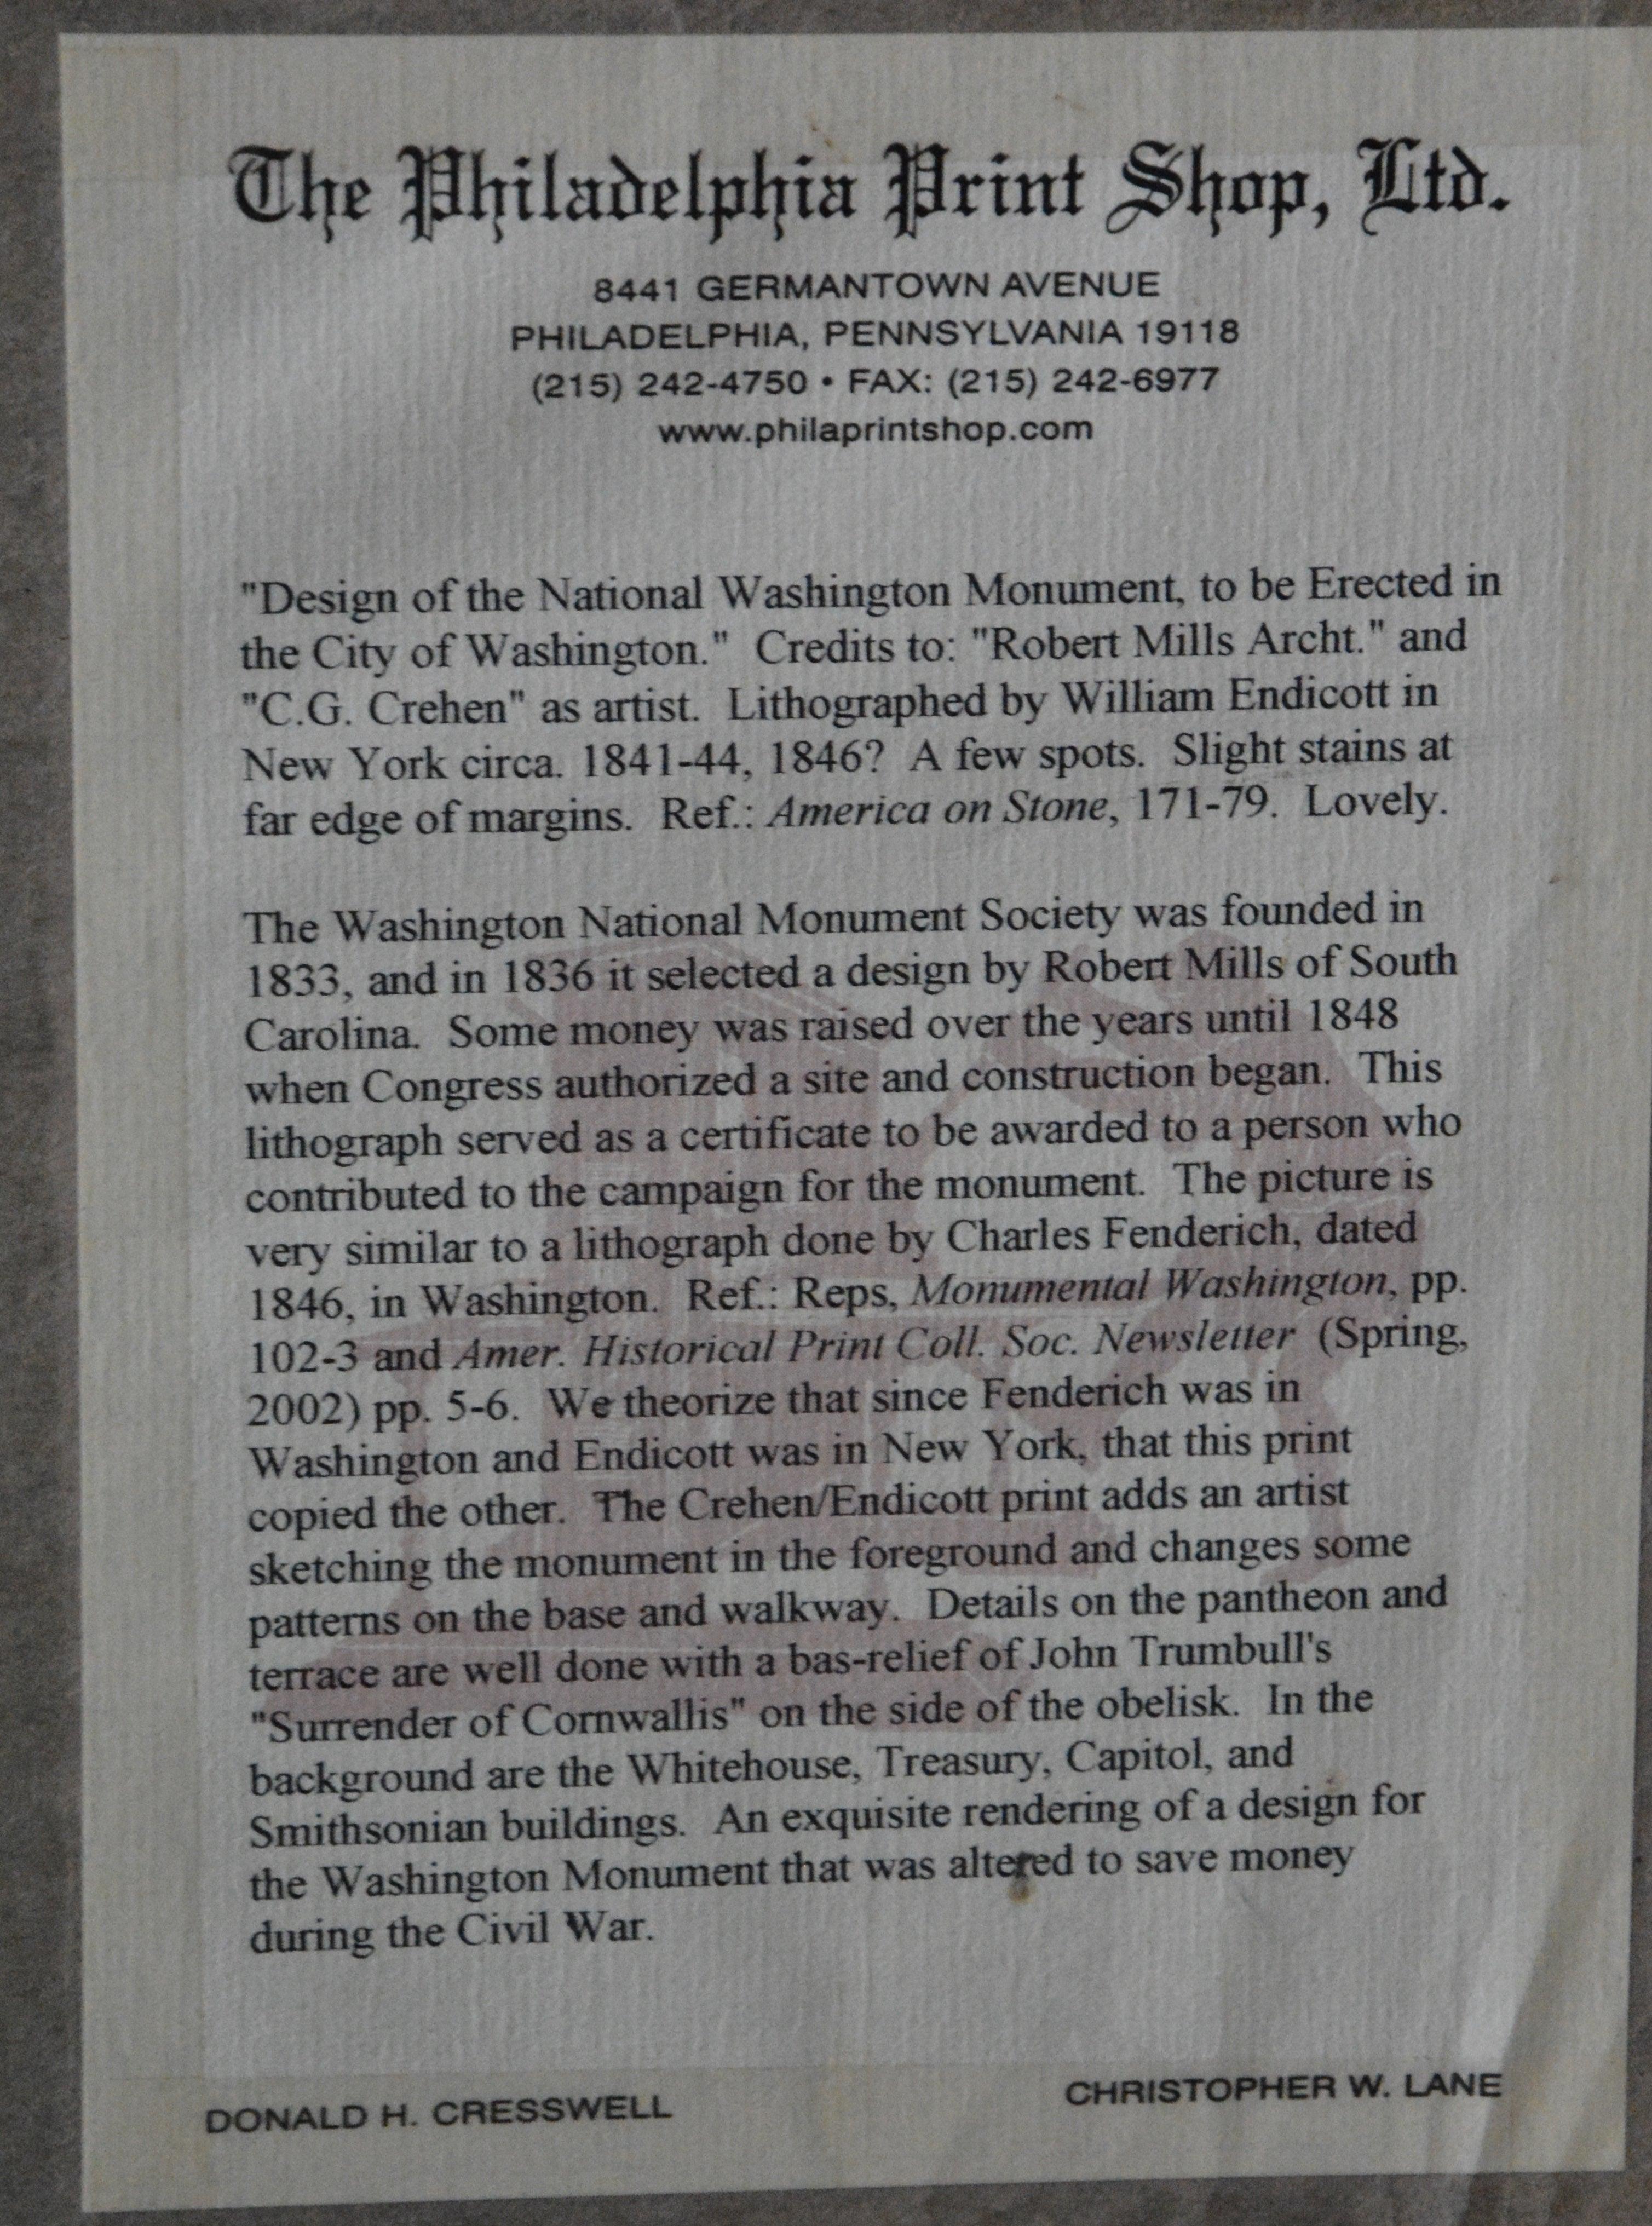 The Philadelphia Print Shop, Ltd.
8441 GERMANTOWN AVENUE
PHILADELPHIA, PENNSYLVANIA 19118
(215) 242-4750 • FAX: (215) 242-6977
www.philaprintshop.com
"Design of the National Washington Monument, to be Erected in
the City of Washington."  Credits to: "Robert Mills Archt." and
"C.G. Crehen" as artist.  Lithographed by William Endicott in
New York circa. 1841-44, 1846?  A few spots.  Slight stains at
far edge of margins.  Ref.: America on Stone, 171-79.  Lovely.
The Washington National Monument Society was founded in
1833, and in 1836 it selected a design by Robert Mills of South
Carolina.  Some money was raised over the years until 1848
when Congress authorized a site and construction began.  This
lithograph served as a certificate to be awarded to a person who
contributed to the campaign for the monument.  The picture is
very similar to a lithograph done by Charles Fenderich, dated
1846, in Washington.  Ref.: Reps, Monumental Washington, pp.
102-3 and Amer. Historical Print Coll. Soc. Newsletter (Spring,
2002) pp. 5-6.  We theorize that since Fenderich was in
Washington and Endicott was in New York, that this print
copied the other.  The Crehen/Endicott print adds an artist
sketching the monument in the foreground and changes some
patterns on the base and walkway.  Details on the pantheon and
terrace are well done with a bas-relief of John Trumbull's
"Surrender of Cornwallis" on the side of the obelisk.  In the
background are the Whitehouse, Treasury, Capitol, and
Smithsonian buildings.  An exquisite rendering of a design for
the Washington Monument that was altered to save money
during the Civil War.
DONALD H. CRESSWELL
CHRISTOPHER W. LANE